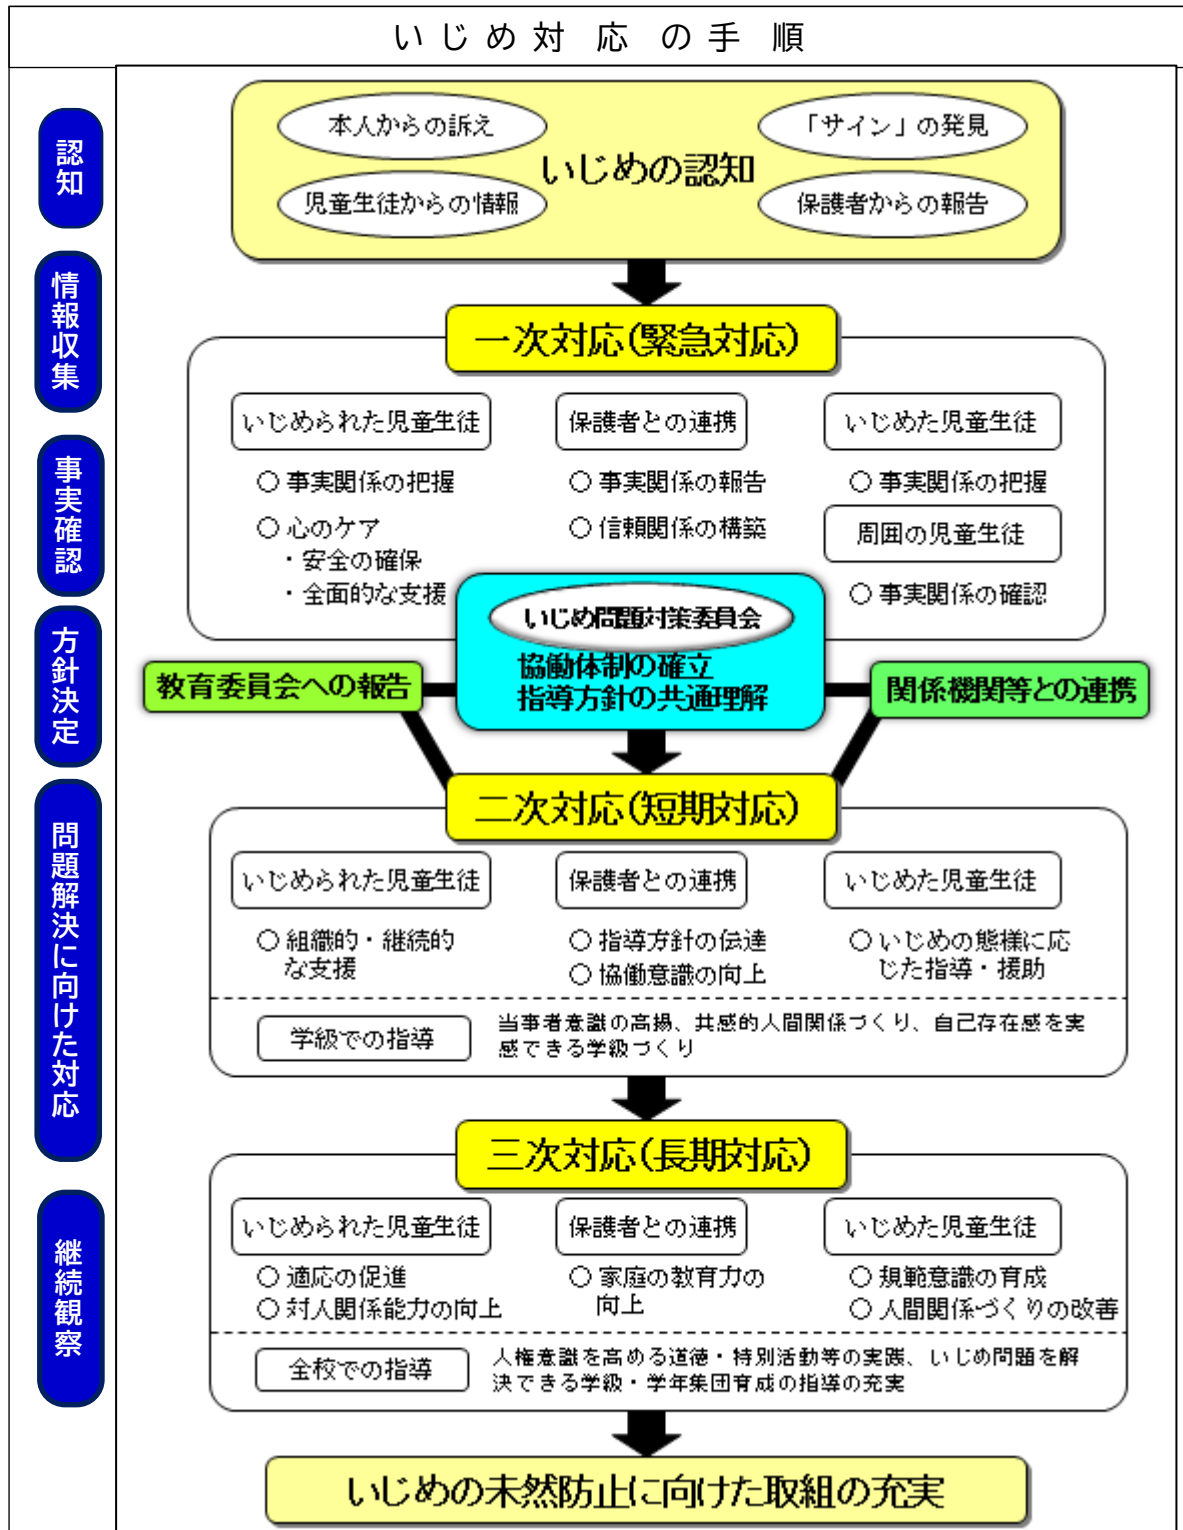 いじめ対応の手順
認知
情報収集
事実確認
方針決定
問題解決に向けた対応
継続観察
本人からの訴え
「サイン」の発見
いじめの認知
児童生徒からの情報
保護者からの報告
一次対応(緊急対応)
いじめられた児童生徒
保護者との連携
いじめた児童生徒
○ 事実関係の把握
○ 事実関係の報告
○ 事実関係の把握
○ 心のケア
○ 信頼関係の構築
周囲の児童生徒
・安全の確保
・全面的な支援
○ 事実関係の確認
いじめ問題対策委員会
協働体制の確立
指導方針の共通理解
教育委員会への報告
関係機関等との連携
二次対応(短期対応)
いじめられた児童生徒
保護者との連携
いじめた児童生徒
○ 組織的・継続的
な支援
○ 指導方針の伝達
○ 協働意識の向上
○ いじめの態様に応
じた指導・援助
学級での指導
当事者意識の高揚、共感的人間関係づくり、自己存在感を実
感できる学級づくり
三次対応(長期対応)
いじめられた児童生徒
保護者との連携
いじめた児童生徒
○ 適応の促進
○ 対人関係能力の向上
○ 家庭の教育力の
向上
○ 規範意識の育成
○ 人間関係づくりの改善
全校での指導
人権意識を高める道徳・特別活動等の実践、いじめ問題を解
決できる学級・学年集団育成の指導の充実
いじめの未然防止に向けた取組の充実